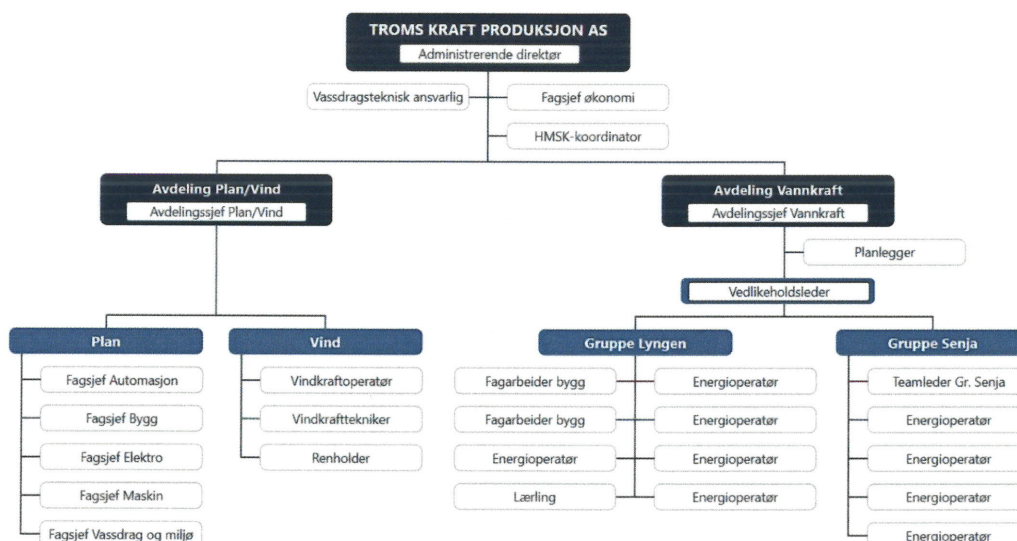 TROMS KRAFT PRODUKSJON AS
Administrerende direktør
Vassdragsteknisk ansvarlig
Fagsjef økonomi
HMSK-koordinator
Avdeling Plan/Vind
Avdelingssjef Plan/Vind
Avdeling Vannkraft
Avdelingssjef Vannkraft
Planlegger
Vedlikeholdsleder
Plan
Fagsjef Automasjon
Fagsjef Bygg
Fagsjef Elektro
Fagsjef Maskin
Fagsjef Vassdrag og miljø
Vind
Vindkraftoperatør
Vindkrafttekniker
Renholder
Gruppe Lyngen
Fagarbeider bygg
Energioperatør
Fagarbeider bygg
Energioperatør
Energioperatør
Energioperatør
Lærling
Energioperatør
Gruppe Senja
Teamleder Gr. Senja
Energioperatør
Energioperatør
Energioperatør
Energioperatør